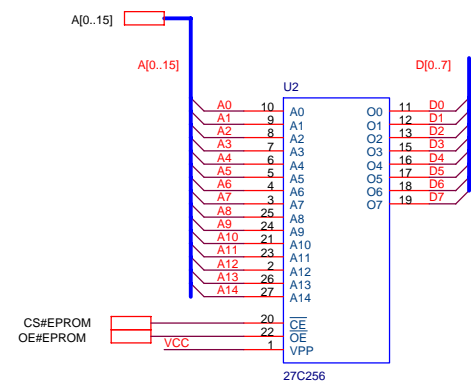 A[0..15]
A[0..15] D[0..7]
U2
A0 10 A0 O0 11 D0
A1 9 A1 O1 12 D1
A2 8 A2 O2 13 D2
A3 7 A3 O3 15 D3
A4 6 A4 O4 16 D4
A5 5 A5 O5 17 D5
A6 4 A6 O6 18 D6
A7 3 A7 O7 19 D7
A8 25 A8
A9 24 A9
A10 21 A10
A11 23 A11
A12 2 A12
A13 26 A13
A14 27 A14
CS#EPROM 20 CE
OE#EPROM 22 OE
VCC 1 VPP
27C256